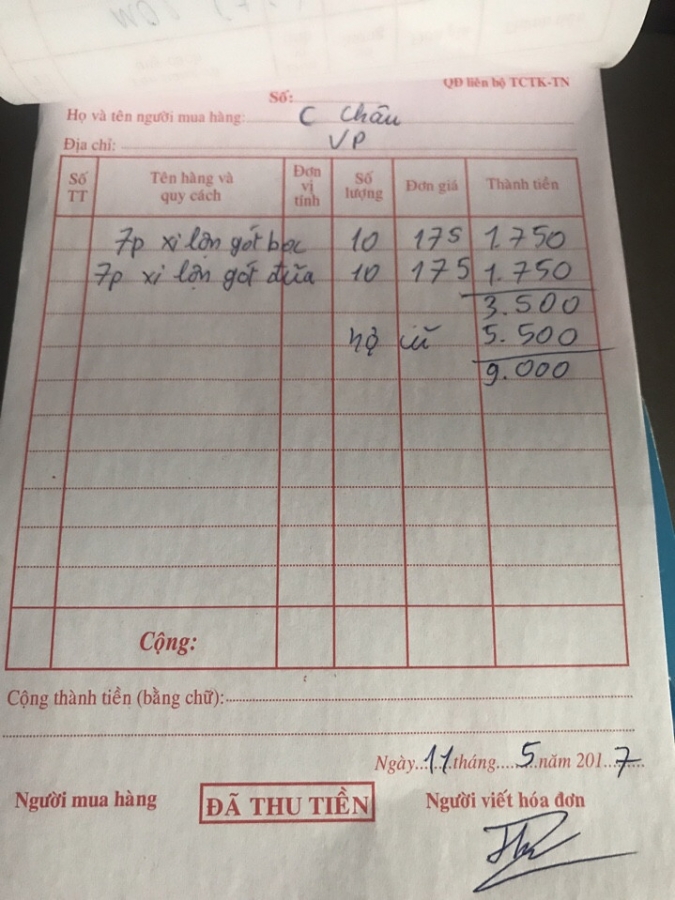 QĐ liên bộ TCTK-TN
Số:
Họ và tên người mua hàng: C Châu
Địa chỉ: VP
Số TT Tên hàng và quy cách Đơn vị tính Số lượng Đơn giá Thành tiền
7p xi lớn gót bọc 10 175 1.750
7p xi lớn gót đũa 10 175 1.750
3.500
nợ cũ 5.500
9.000
Cộng:
Cộng thành tiền (bằng chữ):
Ngày 11 tháng 5 năm 2017
Người mua hàng ĐÃ THU TIỀN Người viết hóa đơn